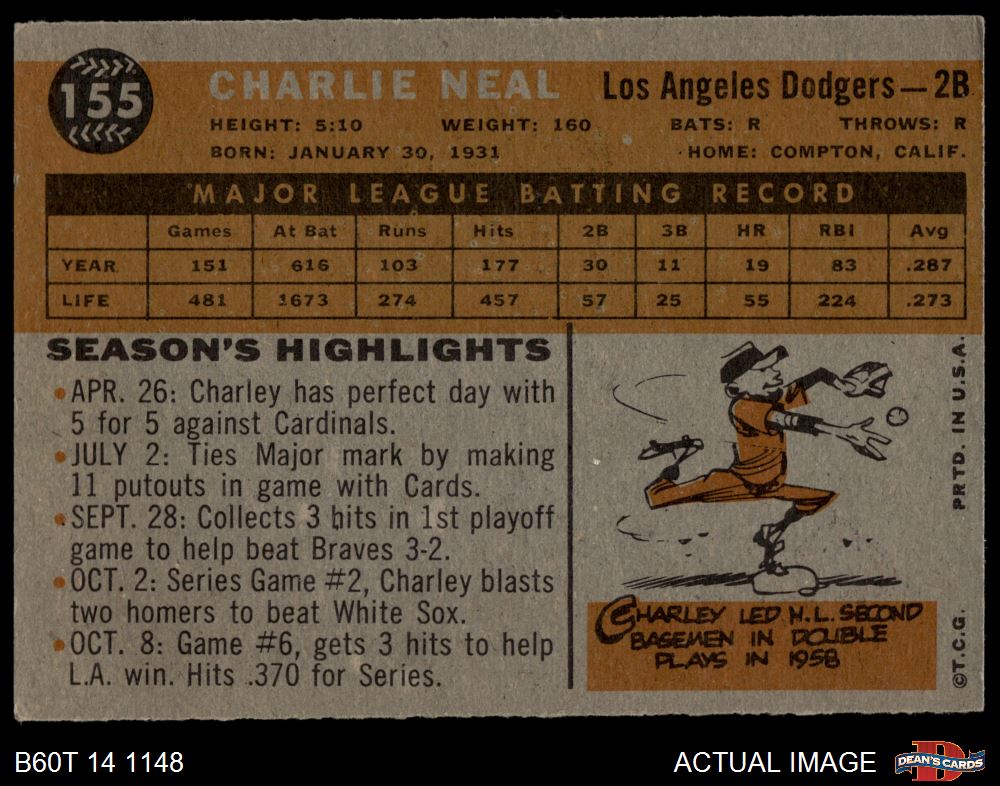 155
CHARLIE NEAL
Los Angeles Dodgers—2B
HEIGHT: 5:10 WEIGHT: 160 BATS: R THROWS: R
BORN: JANUARY 30, 1931 HOME: COMPTON, CALIF.
MAJOR LEAGUE BATTING RECORD
Games At Bat Runs Hits 2B 3B HR RBI Avg
YEAR 151 616 103 177 30 11 19 83 .287
LIFE 481 1673 274 457 57 25 55 224 .273
SEASON'S HIGHLIGHTS
•APR. 26: Charley has perfect day with
5 for 5 against Cardinals.
•JULY 2: Ties Major mark by making
11 putouts in game with Cards.
•SEPT. 28: Collects 3 hits in 1st playoff
game to help beat Braves 3-2.
•OCT. 2: Series Game #2, Charley blasts
two homers to beat White Sox.
•OCT. 8: Game #6, gets 3 hits to help
L.A. win. Hits .370 for Series.
CHARLEY LED N.L. SECOND
BASEMEN IN DOUBLE
PLAYS IN 1958
PRTD. IN U.S.A.
©T.C.G.
B60T 14 1148
ACTUAL IMAGE
D
DEAN'S CARDS